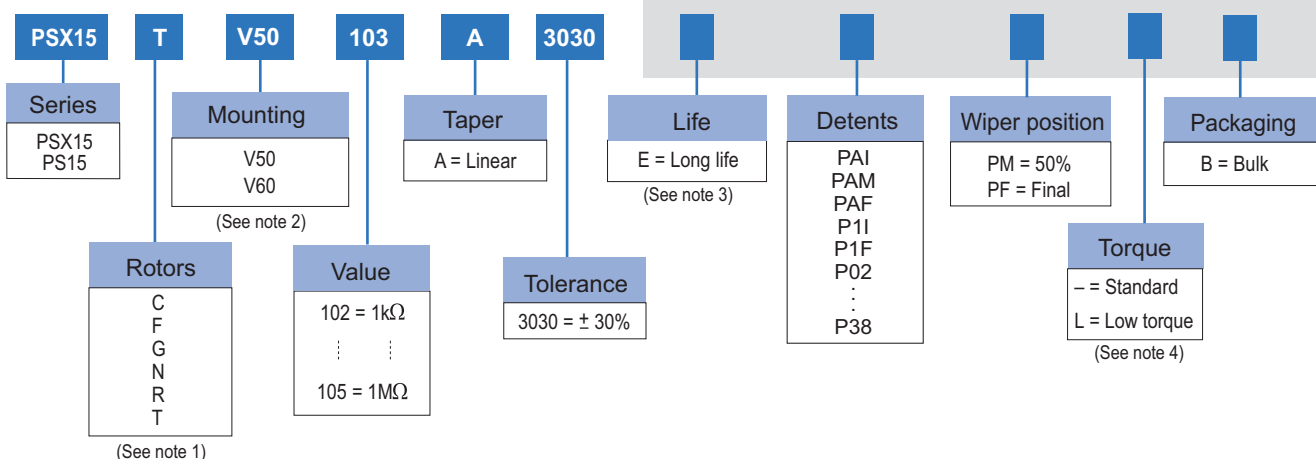 PSX15 T V50 103 A 3030
Series
PSX15
PS15
Mounting
V50
V60
(See note 2)
Taper
A = Linear
Life
E = Long life
(See note 3)
Detents
PAI
PAM
PAF
P1I
P1F
P02
:
P38
Wiper position
PM = 50%
PF = Final
Packaging
B = Bulk
Rotors
C
F
G
N
R
T
(See note 1)
Value
102 = 1kΩ
105 = 1MΩ
Tolerance
3030 = ± 30%
Torque
– = Standard
L = Low torque
(See note 4)